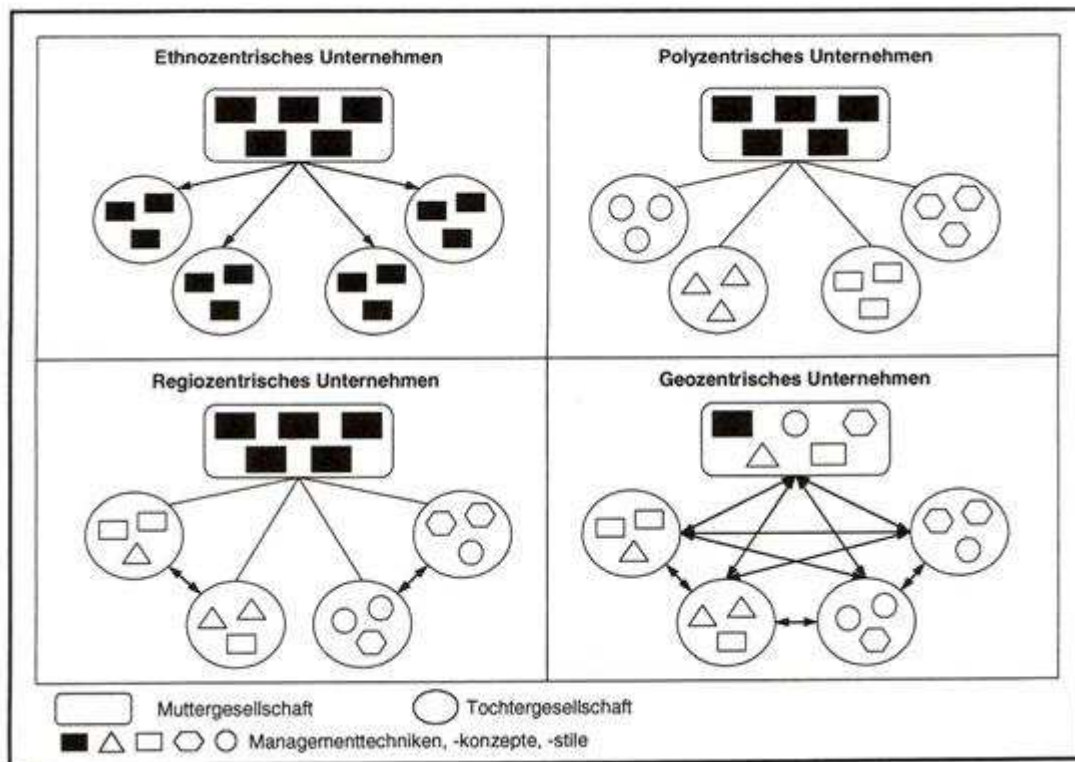 Ethnozentrisches Unternehmen
Polyzentrisches Unternehmen
Regiozentrisches Unternehmen
Geozentrisches Unternehmen
Muttergesellschaft
Tochtergesellschaft
Managementtechniken, -konzepte, -stile